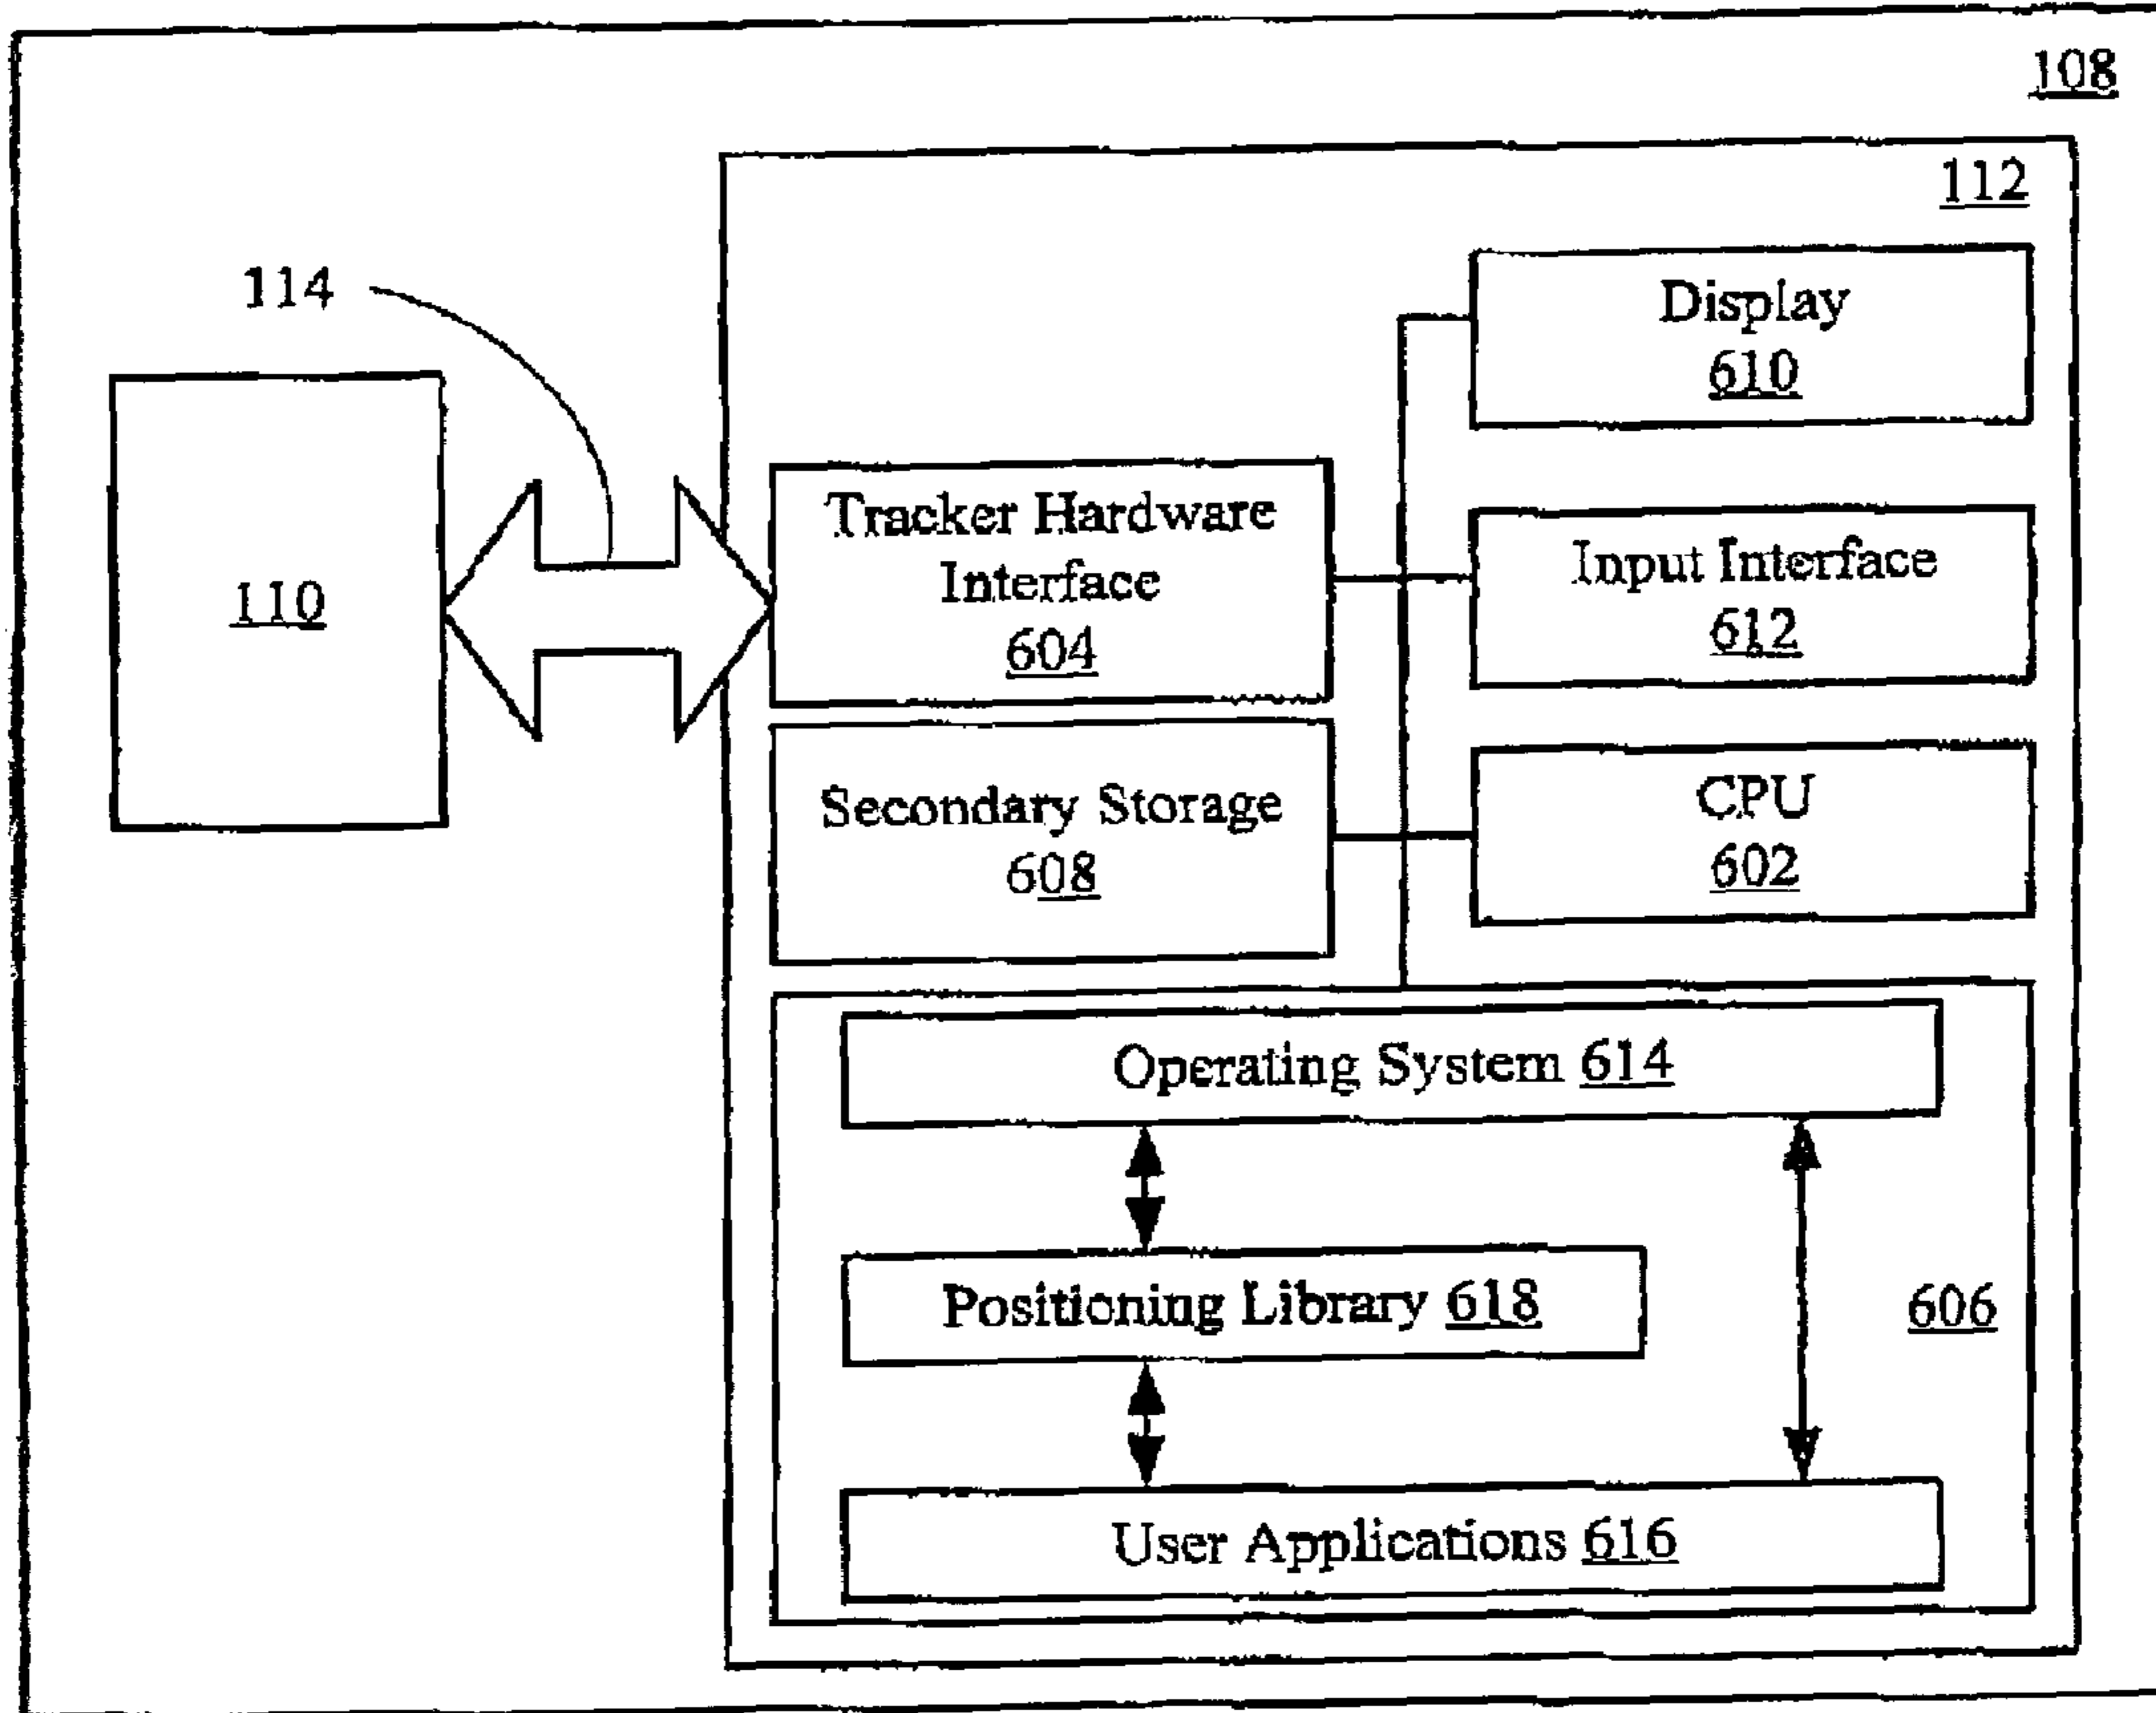 108
112
114
Display
610
110
Tracker Hardware
Interface
604
Input Interface
612
Secondary Storage
608
CPU
602
Operating System 614
Positioning Library 618
606
User Applications 616